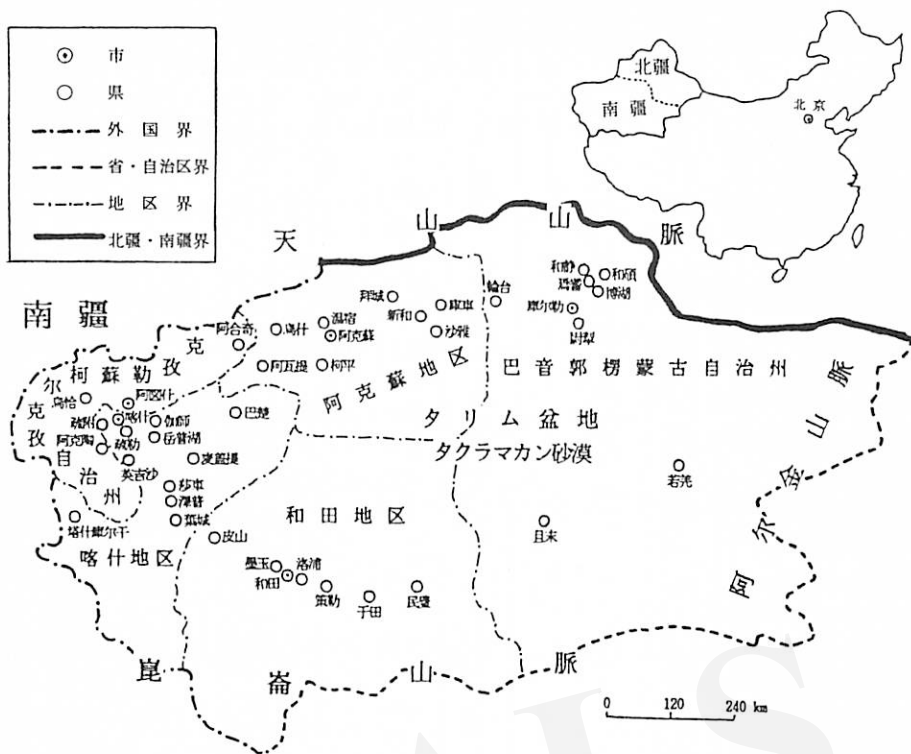 市
県
外国界
省・自治区界
地区界
北疆・南疆界
北疆
南疆
北京
天山山脈
南疆
和静
和碩
焉耆
博湖
輪台
庫尔勒
尉犁
拜城
庫車
新和
沙雅
温宿
阿克蘇
烏什
阿合奇
阿瓦提
柯平
阿克蘇地区
巴音郭楞蒙古自治州
克孜勒蘇柯尔克孜自治州
烏恰
阿図什
喀什
疏附
伽師
疏勒
岳普湖
阿克陶
英吉沙
巴楚
麦蓋提
莎車
澤普
葉城
塔什庫尔干
喀什地区
タリム盆地
タクラマカン砂漠
若羌
且末
和田地区
皮山
墨玉
洛浦
和田
策勒
于田
民豊
阿尔金山脈
崑崙山脈
0 120 240 km